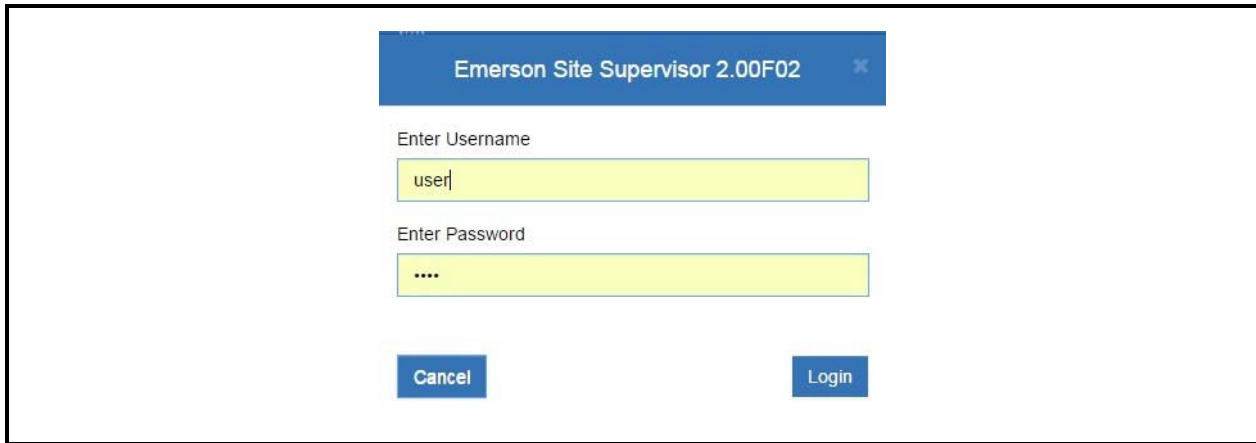 Emerson Site Supervisor 2.00F02 ×
Enter Username
user
Enter Password
••••
Cancel Login